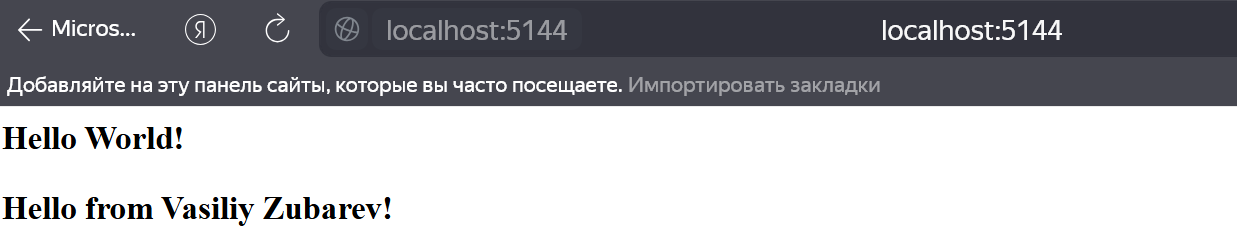 Micros... Я localhost:5144 localhost:5144
Добавляйте на эту панель сайты, которые вы часто посещаете. Импортировать закладки
Hello World!
Hello from Vasiliy Zubarev!